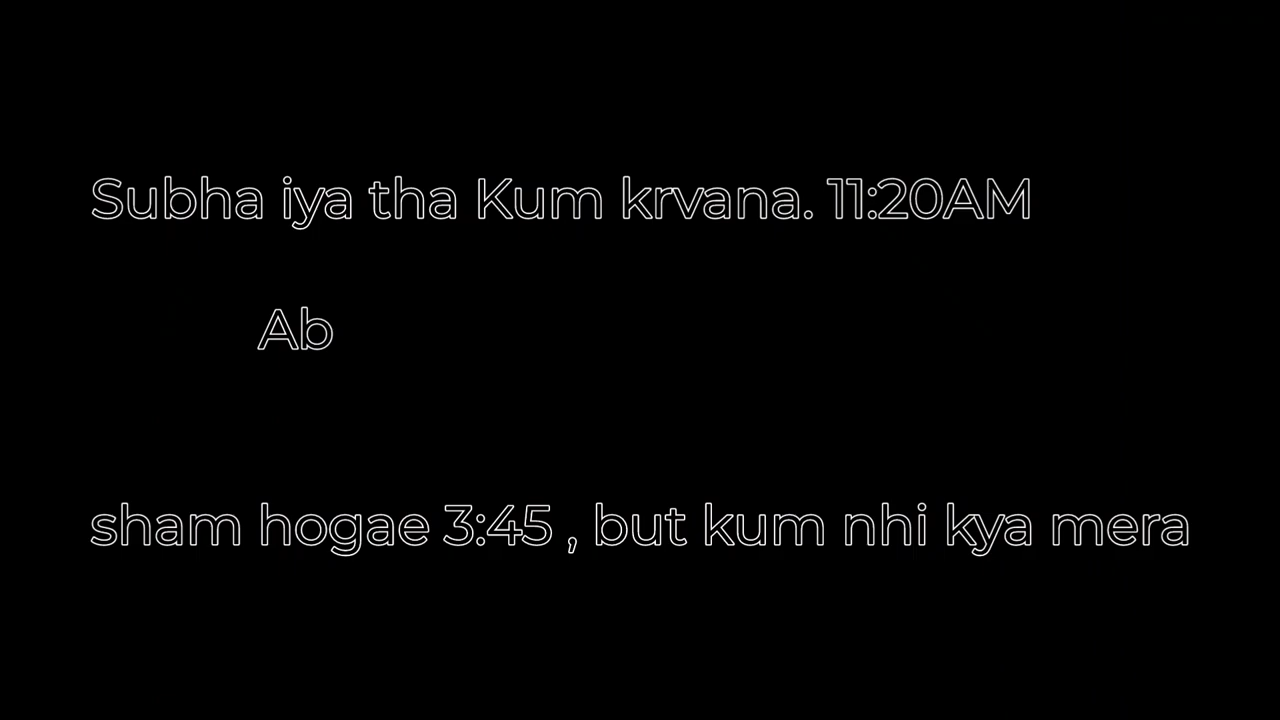 Subha iya tha Kum krvana. 11:20AM
Ab
sham hogae 3:45 , but kum nhi kya mera